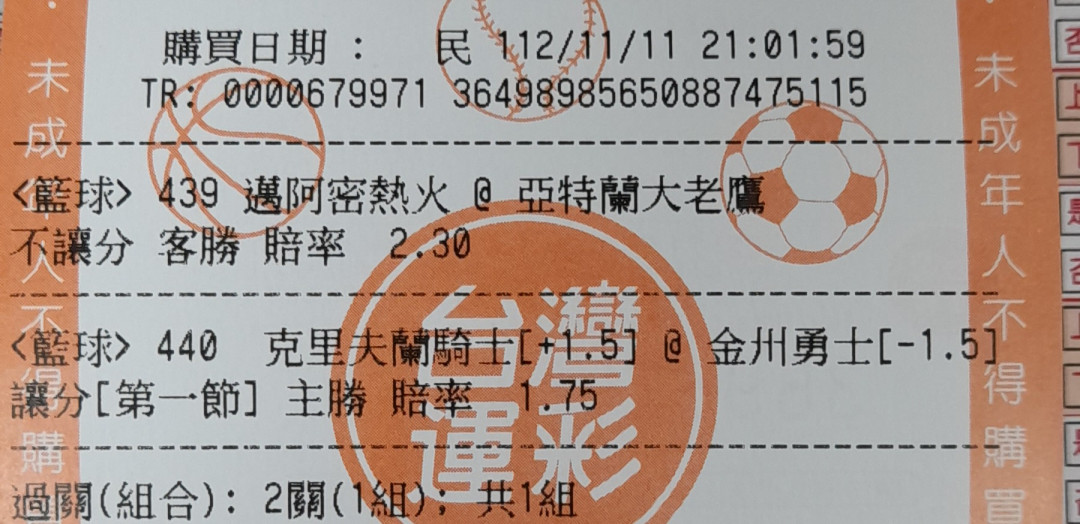 購買日期： 民 112/11/11 21:01:59
TR: 0000679971 364989856508874 75115
<籃球> 439 邁阿密熱火 @ 亞特蘭大老鷹
不讓分 客勝 賠率 2.30
<籃球> 440 克里夫蘭騎士[+1.5] @ 金州勇士[-1.5]
讓分[第一節] 主勝 賠率 1.75
過關(組合): 2關(1組); 共1組
台灣
運彩
未成年人不得購
未成年人不得購買